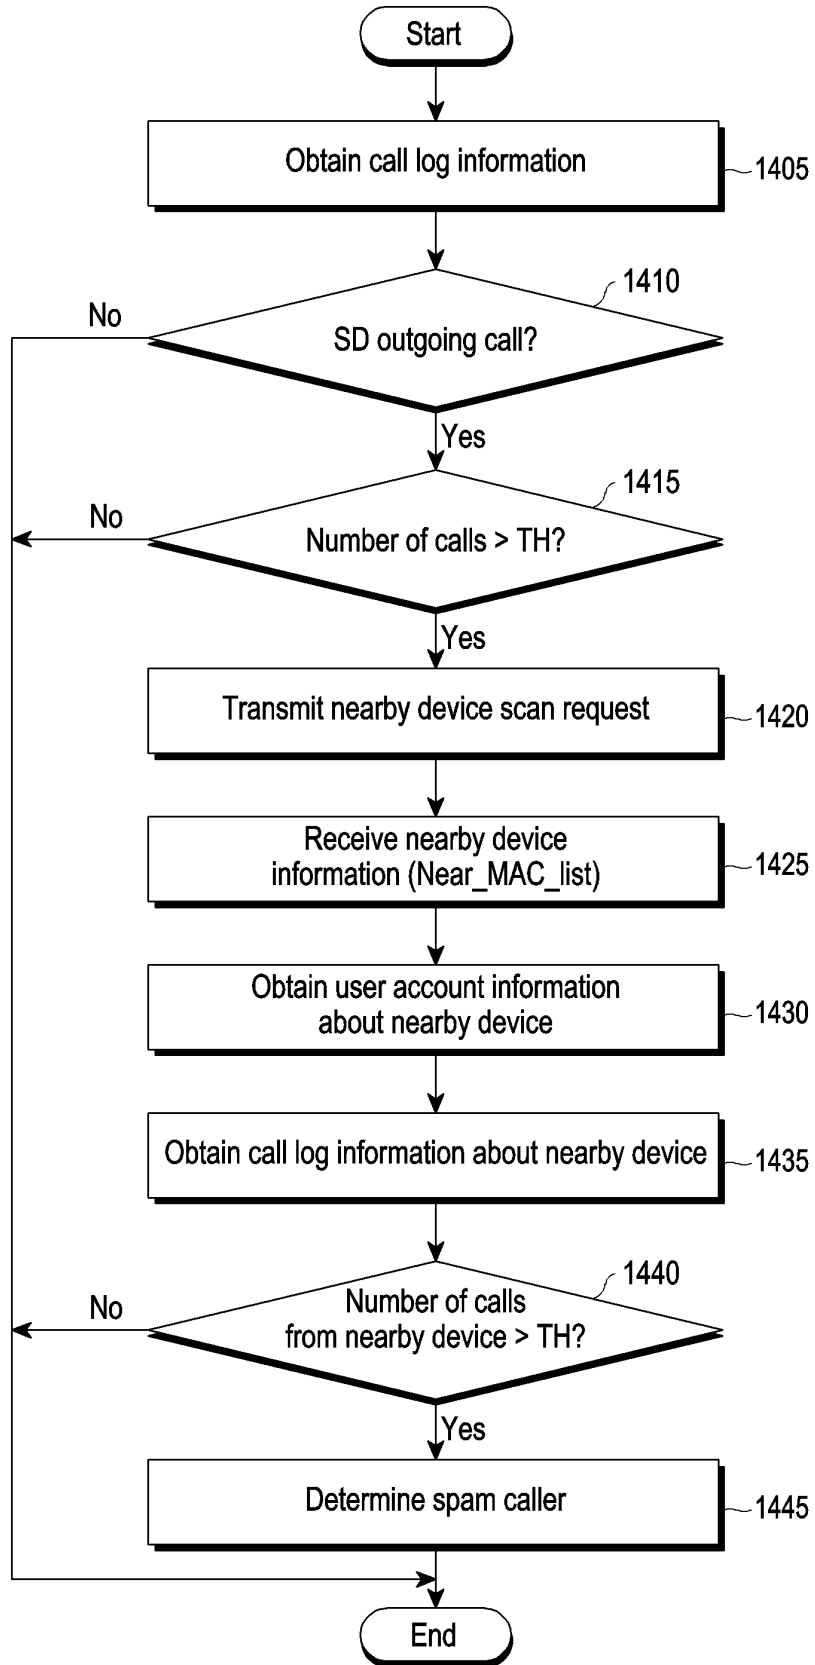 Start
Obtain call log information
1405
1410
No
SD outgoing call?
Yes
1415
No
Number of calls > TH?
Yes
Transmit nearby device scan request
1420
Receive nearby device
information (Near_MAC_list)
1425
Obtain user account information
about nearby device
1430
Obtain call log information about nearby device
1435
1440
No
Number of calls
from nearby device > TH?
Yes
Determine spam caller
1445
End